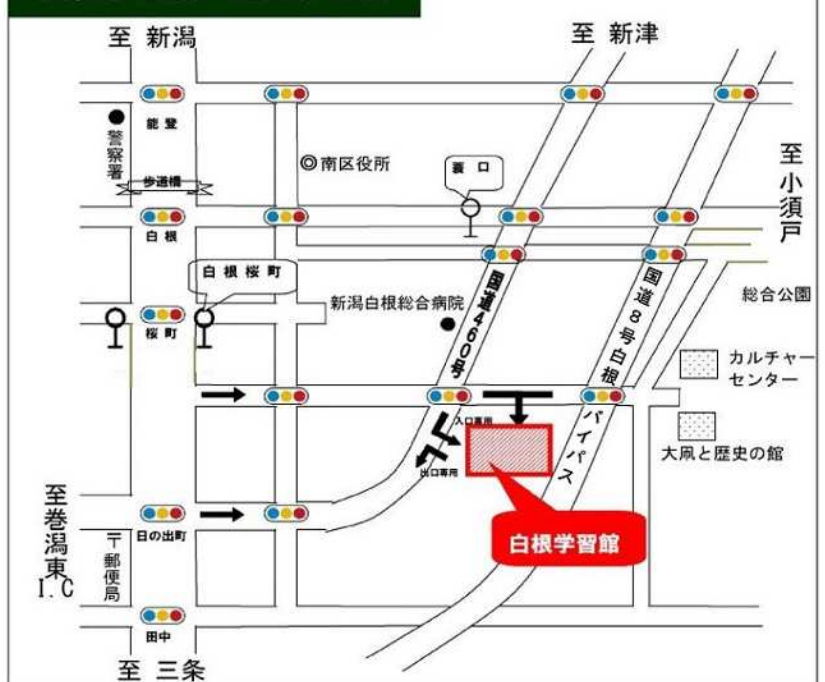 至 新潟
至 新津
能登
警察署
◎南区役所
蓑 口
至小須戸
歩道橋
白根
白根桜町
国道460号
国道8号白根バイパス
総合公園
新潟白根総合病院
桜町
カルチャー
センター
入口専用
大凧と歴史の館
出口専用
至巻潟東I.C
日の出町
〒郵便局
白根学習館
田中
至 三条